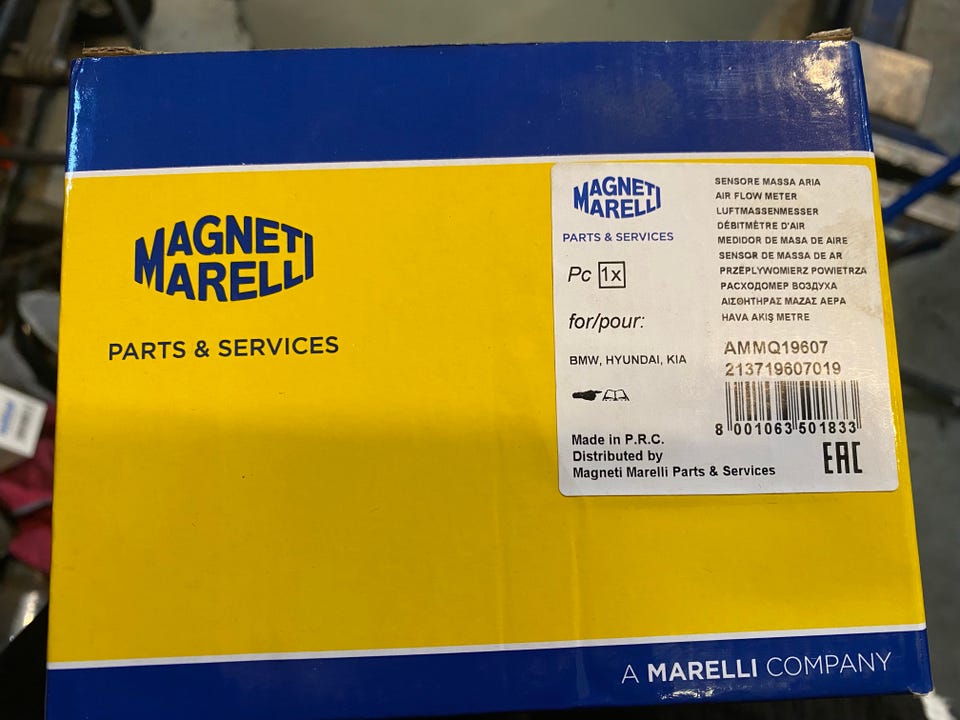 MAGNETI
MARELLI
PARTS & SERVICES
MAGNETI
MARELLI
PARTS & SERVICES
Pc 1x
for/pour:
BMW, HYUNDAI, KIA
Made in P.R.C.
Distributed by
Magneti Marelli Parts & Services
SENSORE MASSA ARIA
AIR FLOW METER
LUFTMASSENMESSER
DÉBITMÈTRE D'AIR
MEDIDOR DE MASA DE AIRE
SENSOR DE MASSA DE AR
PRZEPŁYWOMIERZ POWIETRZA
РАСХОДОМЕР ВОЗДУХА
ΑΙΣΘΗΤΗΡΑΣ ΜΑΖΑΣ ΑΕΡΑ
HAVA AKIŞ METRE
AMMQ19607
213719607019
8 001063 501833
EAC
A MARELLI COMPANY